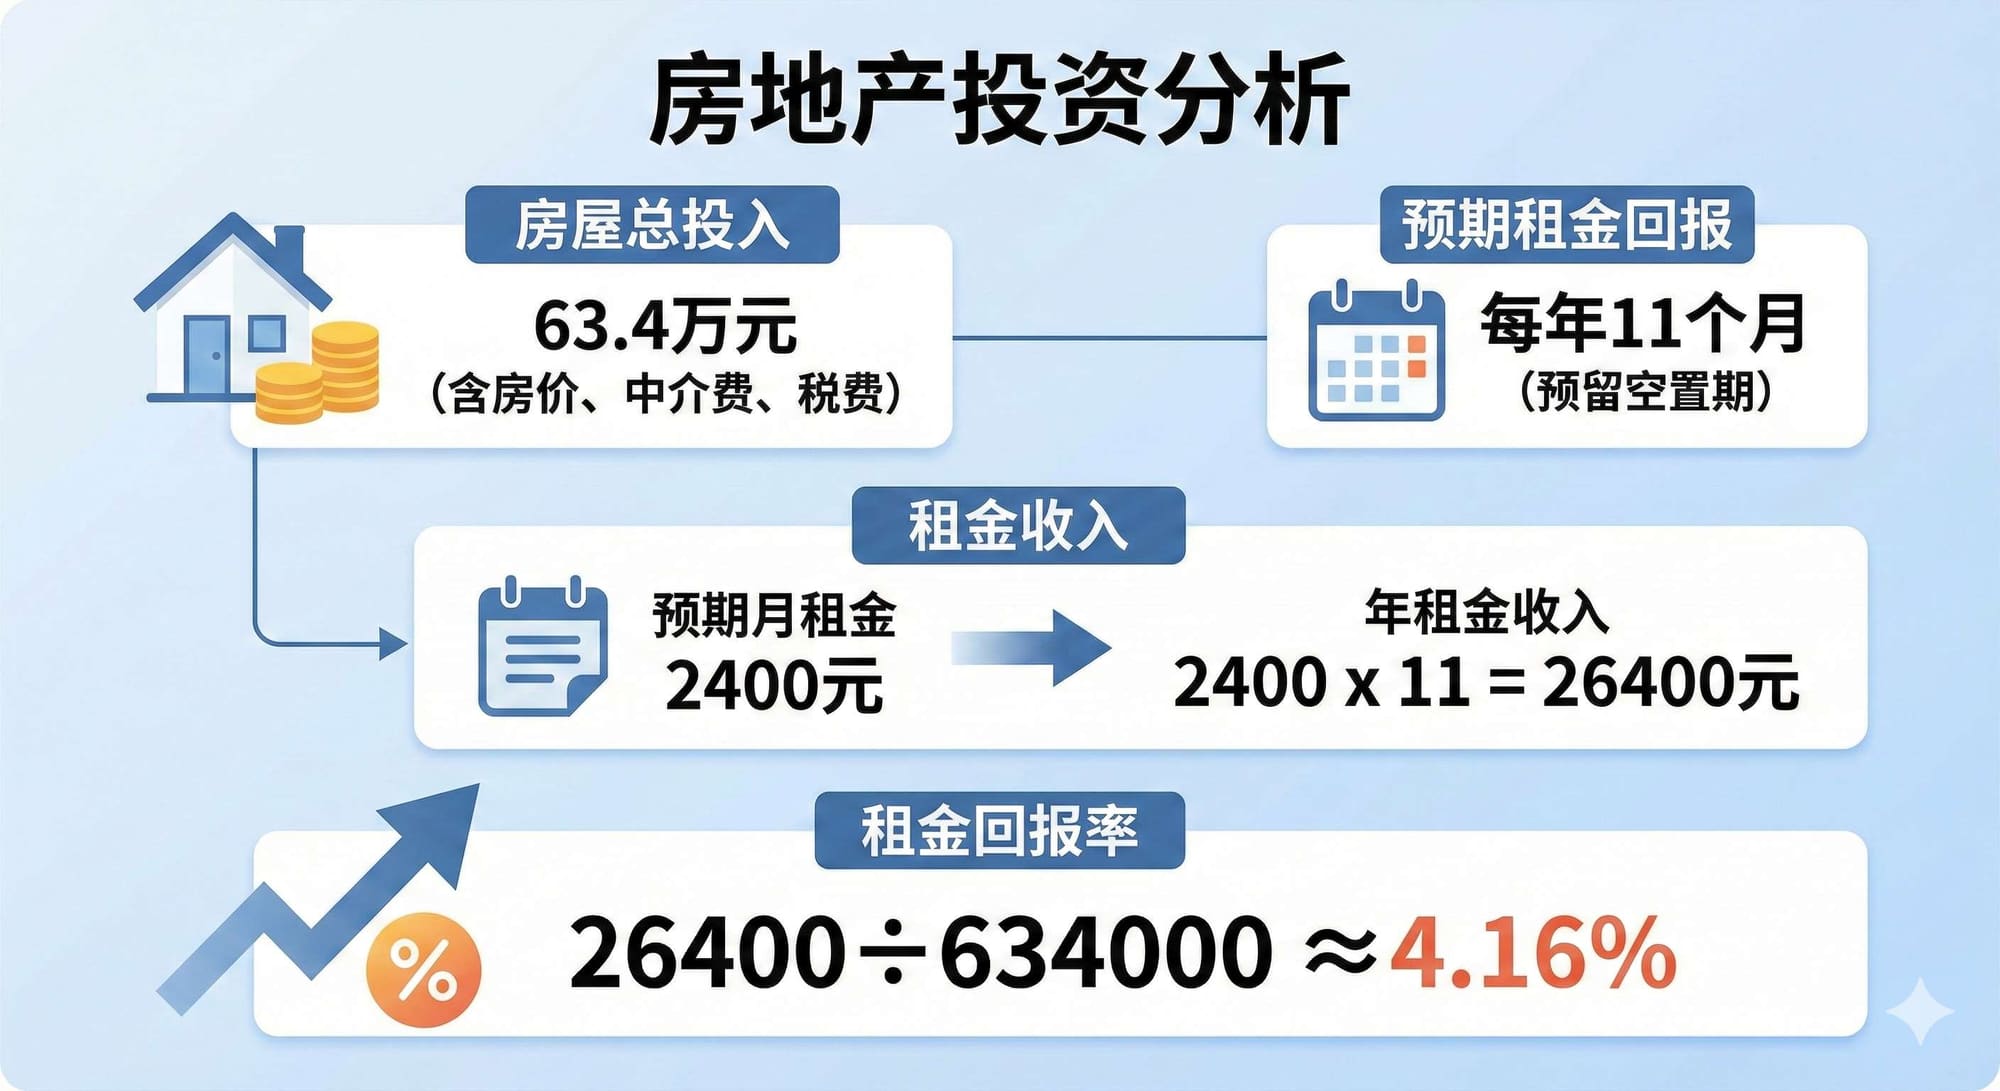 房地产投资分析
房屋总投入
63.4万元
（含房价、中介费、税费）
预期租金回报
每年11个月
（预留空置期）
租金收入
预期月租金
2400元
年租金收入
2400 x 11 = 26400元
租金回报率
%
26400÷634000 ≈4.16%